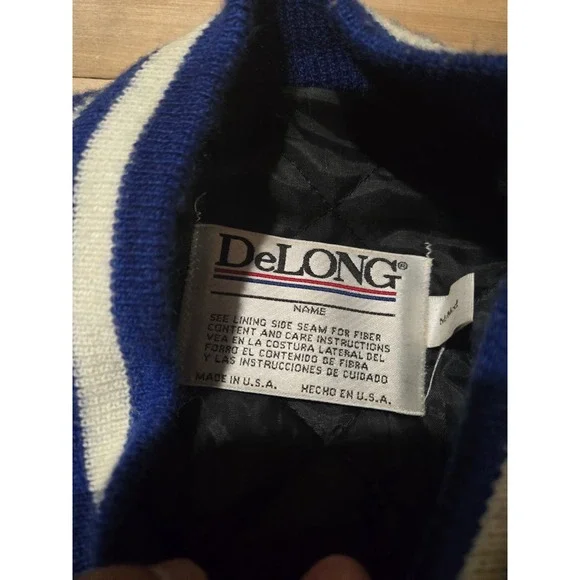 DeLONG®
NAME
SEE LINING SIDE SEAM FOR FIBER
CONTENT AND CARE INSTRUCTIONS
VEA EN LA COSTURA LATERAL DEL
FORRO EL CONTENIDO DE FIBRA
Y LAS INSTRUCCIONES DE CUIDADO
MADE IN U.S.A. HECHO EN U.S.A.